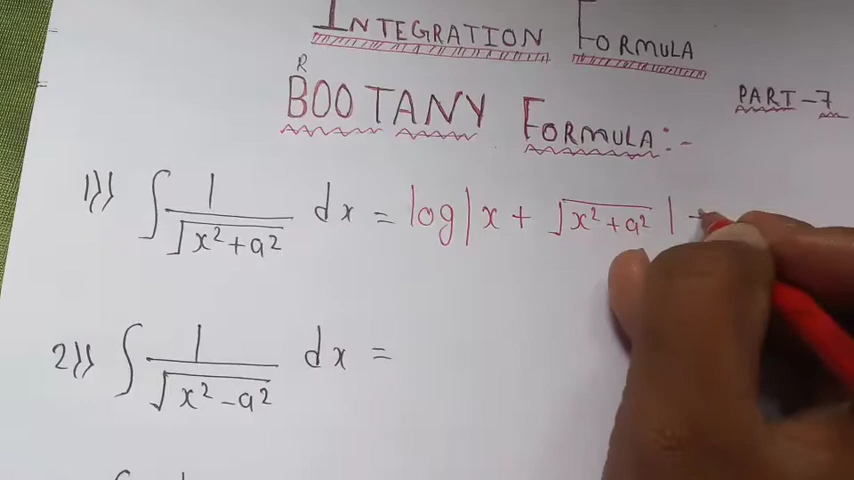 INTEGRATION FORMULA
R
BOOTANY FORMULA:-
PART-7
1) ∫ 1/√(x²+a²) dx = log|x + √(x²+a²)|
2) ∫ 1/√(x²-a²) dx =